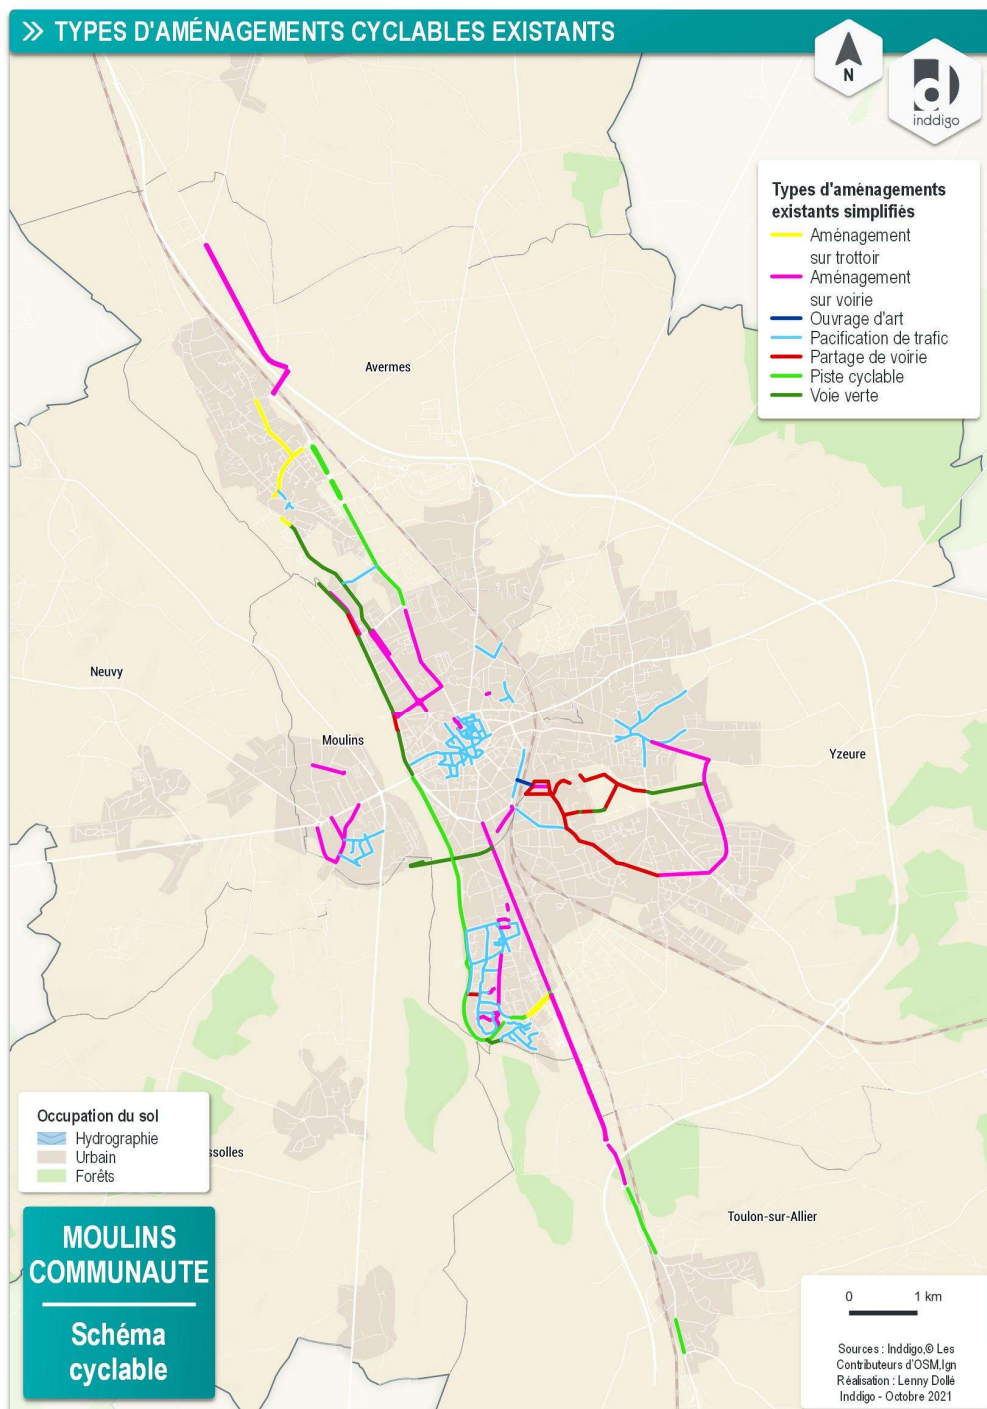 TYPES D'AMÉNAGEMENTS CYCLABLES EXISTANTS
N
inddigo
Types d'aménagements
existants simplifiés
Aménagement
sur trottoir
Aménagement
sur voirie
Ouvrage d'art
Pacification de trafic
Partage de voirie
Piste cyclable
Voie verte
Avermes
Neuvy
Moulins
Yzeure
Occupation du sol
Hydrographie
Urbain
Forêts
ssolles
Toulon-sur-Allier
MOULINS
COMMUNAUTE
Schéma
cyclable
0 1 km
Sources : Inddigo,© Les
Contributeurs d'OSM,Ign
Réalisation : Lenny Dollé
Inddigo - Octobre 2021